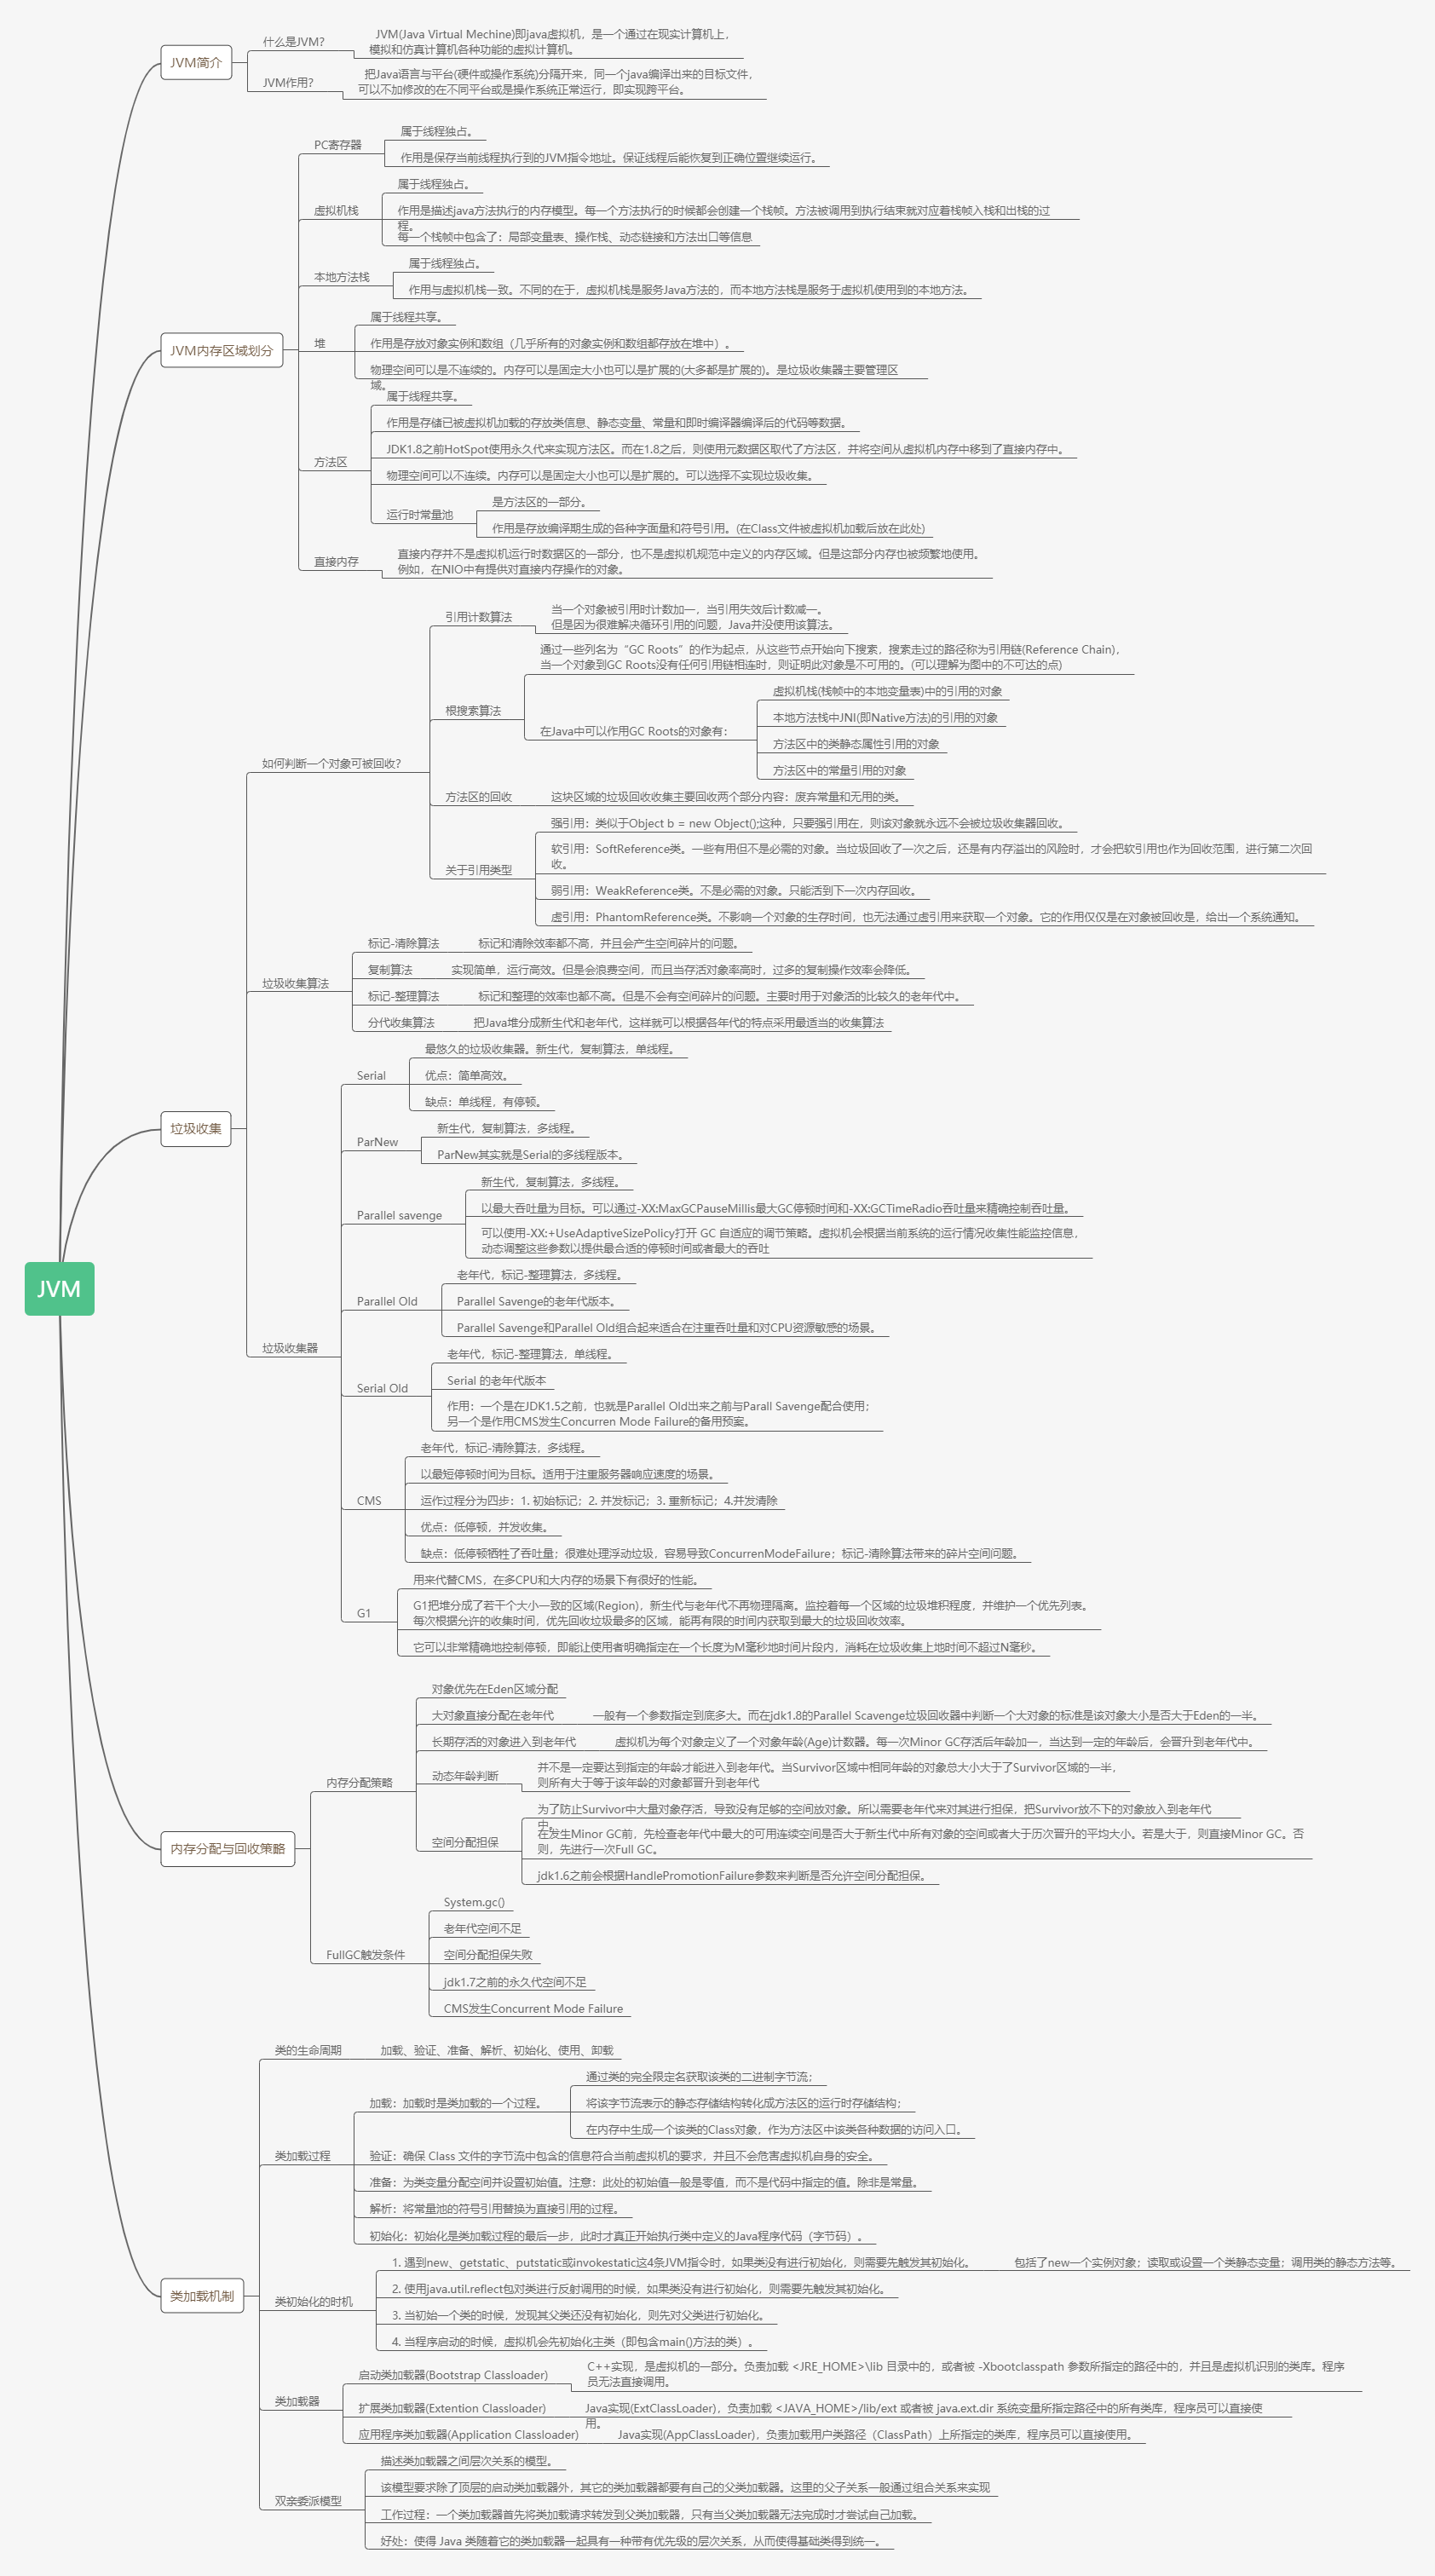 JVM
JVM简介
什么是JVM？
JVM(Java Virtual Mechine)即java虚拟机，是一个通过在现实计算机上，
模拟和仿真计算机各种功能的虚拟计算机。
JVM作用？
把Java语言与平台(硬件或操作系统)分隔开来，同一个java编译出来的目标文件，
可以不加修改的在不同平台或是操作系统正常运行，即实现跨平台。
JVM内存区域划分
PC寄存器
属于线程独占。
作用是保存当前线程执行到的JVM指令地址。保证线程后能恢复到正确位置继续运行。
虚拟机栈
属于线程独占。
作用是描述java方法执行的内存模型。每一个方法执行的时候都会创建一个栈帧。方法被调用到执行结束就对应着栈帧入栈和出栈的过
程。
每一个栈帧中包含了：局部变量表、操作栈、动态链接和方法出口等信息
本地方法栈
属于线程独占。
作用与虚拟机栈一致。不同的在于，虚拟机栈是服务Java方法的，而本地方法栈是服务于虚拟机使用到的本地方法。
堆
属于线程共享。
作用是存放对象实例和数组（几乎所有的对象实例和数组都存放在堆中）。
物理空间可以是不连续的。内存可以是固定大小也可以是扩展的(大多都是扩展的)。是垃圾收集器主要管理区
域。
方法区
属于线程共享。
作用是存储已被虚拟机加载的存放类信息、静态变量、常量和即时编译器编译后的代码等数据。
JDK1.8之前HotSpot使用永久代来实现方法区。而在1.8之后，则使用元数据区取代了方法区，并将空间从虚拟机内存中移到了直接内存中。
物理空间可以不连续。内存可以是固定大小也可以是扩展的。可以选择不实现垃圾收集。
运行时常量池
是方法区的一部分。
作用是存放编译期生成的各种字面量和符号引用。(在Class文件被虚拟机加载后放在此处)
直接内存
直接内存并不是虚拟机运行时数据区的一部分，也不是虚拟机规范中定义的内存区域。但是这部分内存也被频繁地使用。
例如，在NIO中有提供对直接内存操作的对象。
垃圾收集
如何判断一个对象可被回收？
引用计数算法
当一个对象被引用时计数加一，当引用失效后计数减一。
但是因为很难解决循环引用的问题，Java并没使用该算法。
根搜索算法
通过一些列名为“GC Roots”的作为起点，从这些节点开始向下搜索，搜索走过的路径称为引用链(Reference Chain)，
当一个对象到GC Roots没有任何引用链相连时，则证明此对象是不可用的。(可以理解为图中的不可达的点)
在Java中可以作用GC Roots的对象有：
虚拟机栈(栈帧中的本地变量表)中的引用的对象
本地方法栈中JNI(即Native方法)的引用的对象
方法区中的类静态属性引用的对象
方法区中的常量引用的对象
方法区的回收
这块区域的垃圾回收收集主要回收两个部分内容：废弃常量和无用的类。
关于引用类型
强引用：类似于Object b = new Object();这种，只要强引用在，则该对象就永远不会被垃圾收集器回收。
软引用：SoftReference类。一些有用但不是必需的对象。当垃圾回收了一次之后，还是有内存溢出的风险时，才会把软引用也作为回收范围，进行第二次回
收。
弱引用：WeakReference类。不是必需的对象。只能活到下一次内存回收。
虚引用：PhantomReference类。不影响一个对象的生存时间，也无法通过虚引用来获取一个对象。它的作用仅仅是在对象被回收是，给出一个系统通知。
垃圾收集算法
标记-清除算法
标记和清除效率都不高，并且会产生空间碎片的问题。
复制算法
实现简单，运行高效。但是会浪费空间，而且当存活对象率高时，过多的复制操作效率会降低。
标记-整理算法
标记和整理的效率也都不高。但是不会有空间碎片的问题。主要时用于对象活的比较久的老年代中。
分代收集算法
把Java堆分成新生代和老年代，这样就可以根据各年代的特点采用最适当的收集算法
垃圾收集器
Serial
最悠久的垃圾收集器。新生代，复制算法，单线程。
优点：简单高效。
缺点：单线程，有停顿。
ParNew
新生代，复制算法，多线程。
ParNew其实就是Serial的多线程版本。
Parallel savenge
新生代，复制算法，多线程。
以最大吞吐量为目标。可以通过-XX:MaxGCPauseMillis最大GC停顿时间和-XX:GCTimeRadio吞吐量来精确控制吞吐量。
可以使用-XX:+UseAdaptiveSizePolicy打开 GC 自适应的调节策略。虚拟机会根据当前系统的运行情况收集性能监控信息，
动态调整这些参数以提供最合适的停顿时间或者最大的吞吐
Parallel Old
老年代，标记-整理算法，多线程。
Parallel Savenge的老年代版本。
Parallel Savenge和Parallel Old组合起来适合在注重吞吐量和对CPU资源敏感的场景。
Serial Old
老年代，标记-整理算法，单线程。
Serial 的老年代版本
作用：一个是在JDK1.5之前，也就是Parallel Old出来之前与Parall Savenge配合使用；
另一个是作用CMS发生Concurren Mode Failure的备用预案。
CMS
老年代，标记-清除算法，多线程。
以最短停顿时间为目标。适用于注重服务器响应速度的场景。
运作过程分为四步：1. 初始标记；2. 并发标记；3. 重新标记；4.并发清除
优点：低停顿，并发收集。
缺点：低停顿牺牲了吞吐量；很难处理浮动垃圾，容易导致ConcurrenModeFailure；标记-清除算法带来的碎片空间问题。
G1
用来代替CMS，在多CPU和大内存的场景下有很好的性能。
G1把堆分成了若干个大小一致的区域(Region)，新生代与老年代不再物理隔离。监控着每一个区域的垃圾堆积程度，并维护一个优先列表。
每次根据允许的收集时间，优先回收垃圾最多的区域，能再有限的时间内获取到最大的垃圾回收效率。
它可以非常精确地控制停顿，即能让使用者明确指定在一个长度为M毫秒地时间片段内，消耗在垃圾收集上地时间不超过N毫秒。
内存分配与回收策略
内存分配策略
对象优先在Eden区域分配
大对象直接分配在老年代
一般有一个参数指定到底多大。而在jdk1.8的Parallel Scavenge垃圾回收器中判断一个大对象的标准是该对象大小是否大于Eden的一半。
长期存活的对象进入到老年代
虚拟机为每个对象定义了一个对象年龄(Age)计数器。每一次Minor GC存活后年龄加一，当达到一定的年龄后，会晋升到老年代中。
动态年龄判断
并不是一定要达到指定的年龄才能进入到老年代。当Survivor区域中相同年龄的对象总大小大于了Survivor区域的一半，
则所有大于等于该年龄的对象都晋升到老年代
空间分配担保
为了防止Survivor中大量对象存活，导致没有足够的空间放对象。所以需要老年代来对其进行担保，把Survivor放不下的对象放入到老年代
中。
在发生Minor GC前，先检查老年代中最大的可用连续空间是否大于新生代中所有对象的空间或者大于历次晋升的平均大小。若是大于，则直接Minor GC。否
则，先进行一次Full GC。
jdk1.6之前会根据HandlePromotionFailure参数来判断是否允许空间分配担保。
FullGC触发条件
System.gc()
老年代空间不足
空间分配担保失败
jdk1.7之前的永久代空间不足
CMS发生Concurrent Mode Failure
类加载机制
类的生命周期
加载、验证、准备、解析、初始化、使用、卸载
类加载过程
加载：加载时是类加载的一个过程。
通过类的完全限定名获取该类的二进制字节流；
将该字节流表示的静态存储结构转化成方法区的运行时存储结构；
在内存中生成一个该类的Class对象，作为方法区中该类各种数据的访问入口。
验证：确保 Class 文件的字节流中包含的信息符合当前虚拟机的要求，并且不会危害虚拟机自身的安全。
准备：为类变量分配空间并设置初始值。注意：此处的初始值一般是零值，而不是代码中指定的值。除非是常量。
解析：将常量池的符号引用替换为直接引用的过程。
初始化：初始化是类加载过程的最后一步，此时才真正开始执行类中定义的Java程序代码（字节码）。
类初始化的时机
1. 遇到new、getstatic、putstatic或invokestatic这4条JVM指令时，如果类没有进行初始化，则需要先触发其初始化。
包括了new一个实例对象；读取或设置一个类静态变量；调用类的静态方法等。
2. 使用java.util.reflect包对类进行反射调用的时候，如果类没有进行初始化，则需要先触发其初始化。
3. 当初始一个类的时候，发现其父类还没有初始化，则先对父类进行初始化。
4. 当程序启动的时候，虚拟机会先初始化主类（即包含main()方法的类）。
类加载器
启动类加载器(Bootstrap Classloader)
C++实现，是虚拟机的一部分。负责加载 <JRE_HOME>\lib 目录中的，或者被 -Xbootclasspath 参数所指定的路径中的，并且是虚拟机识别的类库。程序
员无法直接调用。
扩展类加载器(Extention Classloader)
Java实现(ExtClassLoader)，负责加载 <JAVA_HOME>/lib/ext 或者被 java.ext.dir 系统变量所指定路径中的所有类库，程序员可以直接使
用。
应用程序类加载器(Application Classloader)
Java实现(AppClassLoader)，负责加载用户类路径（ClassPath）上所指定的类库，程序员可以直接使用。
双亲委派模型
描述类加载器之间层次关系的模型。
该模型要求除了顶层的启动类加载器外，其它的类加载器都要有自己的父类加载器。这里的父子关系一般通过组合关系来实现
工作过程：一个类加载器首先将类加载请求转发到父类加载器，只有当父类加载器无法完成时才尝试自己加载。
好处：使得 Java 类随着它的类加载器一起具有一种带有优先级的层次关系，从而使得基础类得到统一。